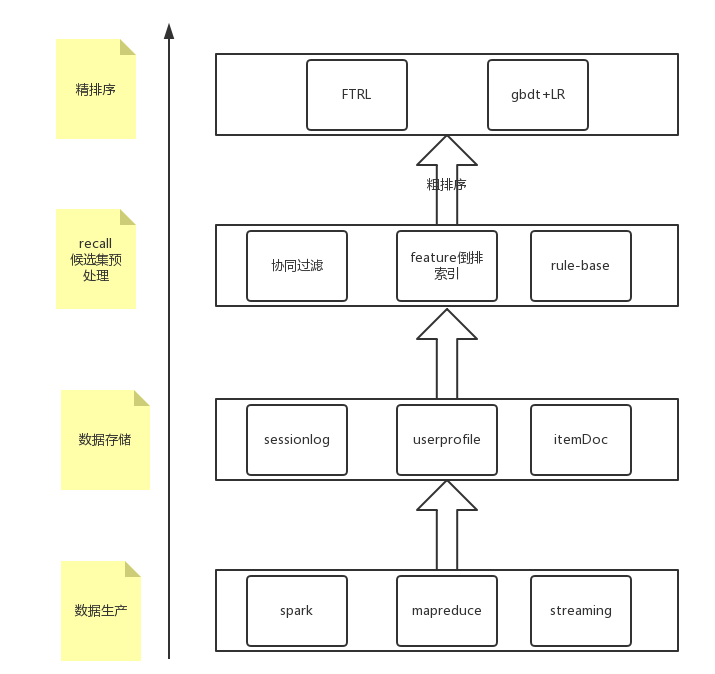 精排序
FTRL
gbdt+LR
粗排序
recall
候选集预
处理
协同过滤
feature倒排
索引
rule-base
数据存储
sessionlog
userprofile
itemDoc
数据生产
spark
mapreduce
streaming